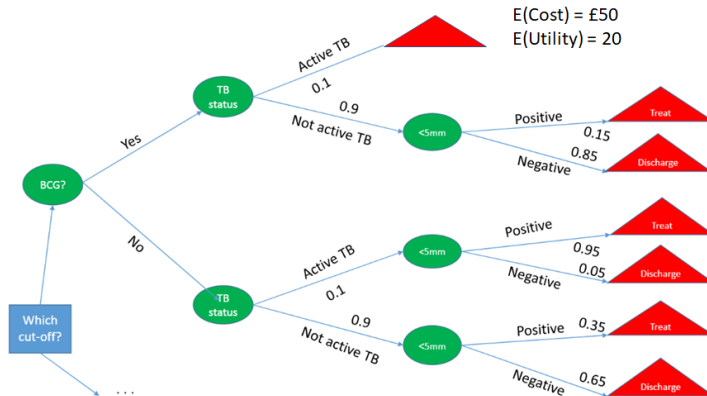 E(Cost) = £50
E(Utility) = 20
Active TB
0.1
TB
status
0.9
Not active TB
<5mm
Positive
0.15
Treat
0.85
Negative
Discharge
Yes
BCG?
No
Positive
0.95
Treat
Active TB
<5mm
0.05
Negative
Discharge
0.1
TB
status
0.9
Not active TB
<5mm
Positive
0.35
Treat
0.65
Negative
Discharge
Which
cut-off?
...